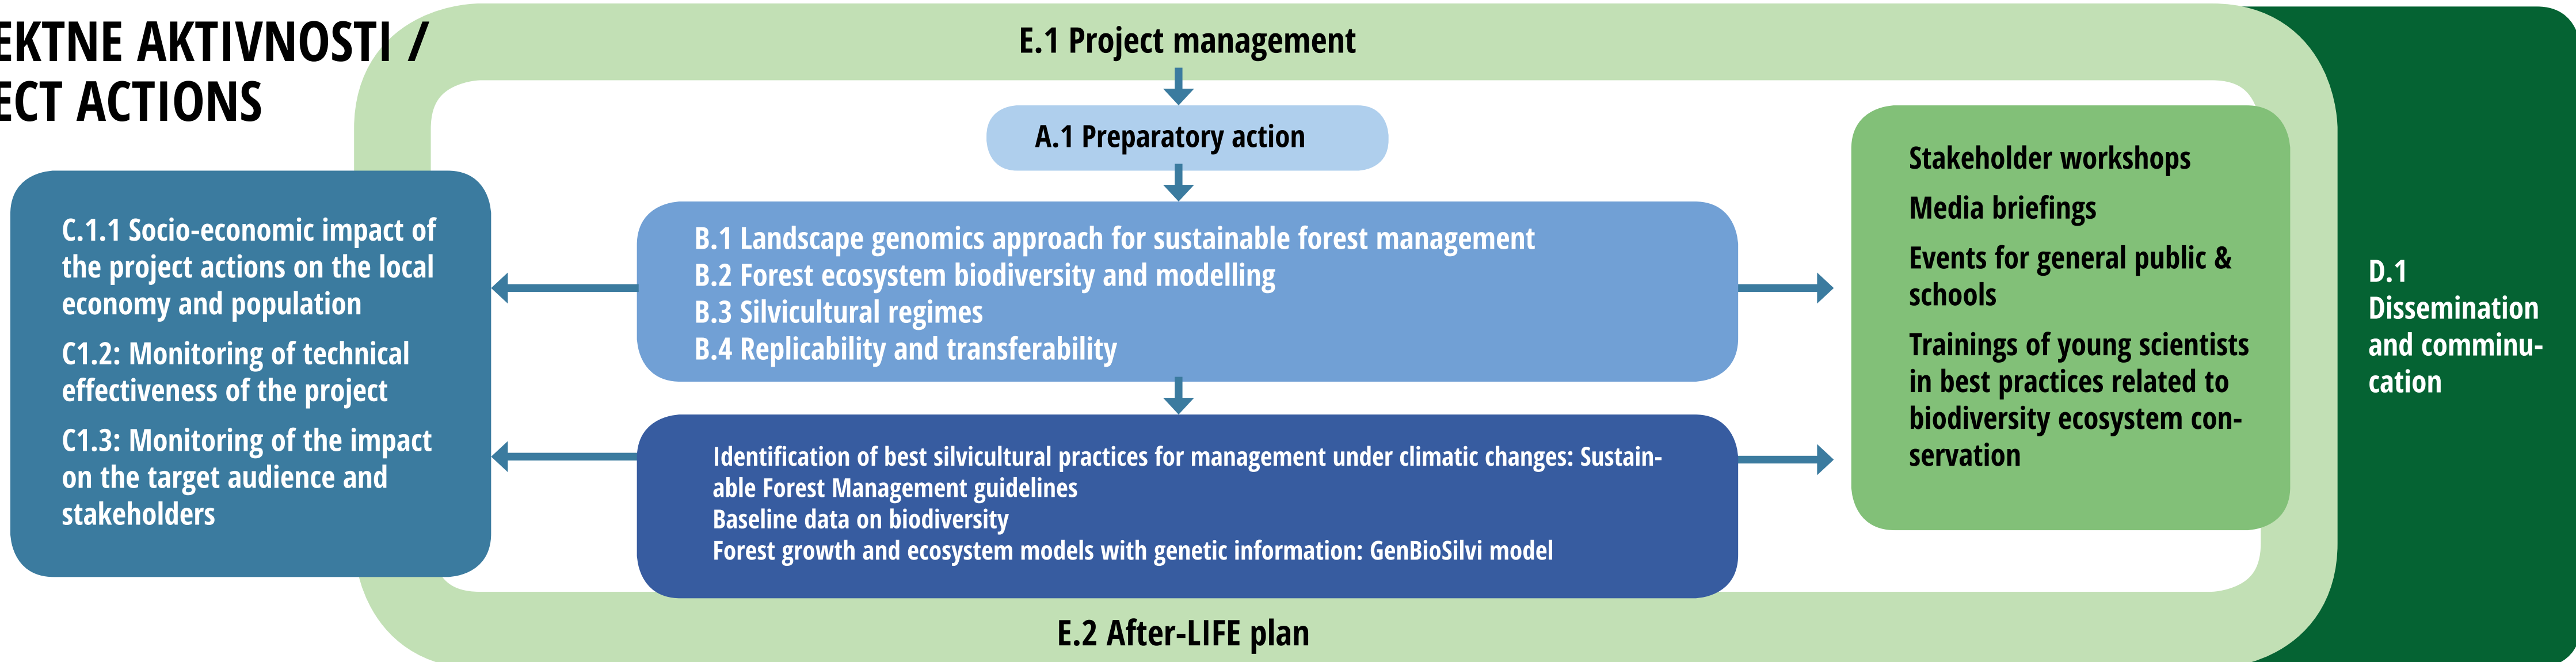 EKTNE AKTIVNOSTI /
ECT ACTIONS
E.1 Project management
A.1 Preparatory action
C.1.1 Socio-economic impact of
the project actions on the local
economy and population
C1.2: Monitoring of technical
effectiveness of the project
C1.3: Monitoring of the impact
on the target audience and
stakeholders
B.1 Landscape genomics approach for sustainable forest management
B.2 Forest ecosystem biodiversity and modelling
B.3 Silvicultural regimes
B.4 Replicability and transferability
Identification of best silvicultural practices for management under climatic changes: Sustain-
able Forest Management guidelines
Baseline data on biodiversity
Forest growth and ecosystem models with genetic information: GenBioSilvi model
Stakeholder workshops
Media briefings
Events for general public &
schools
Trainings of young scientists
in best practices related to
biodiversity ecosystem con-
servation
D.1
Dissemination
and comminu-
cation
E.2 After-LIFE plan